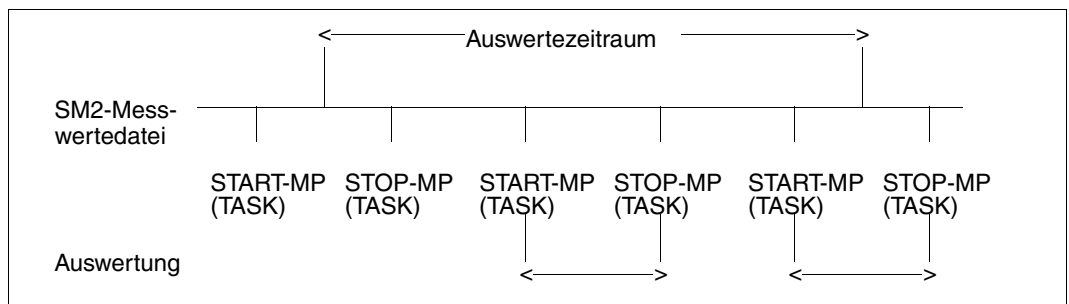 Auswertezeitraum
SM2-Mess-
wertedatei
START-MP STOP-MP START-MP STOP-MP START-MP STOP-MP
(TASK) (TASK) (TASK) (TASK) (TASK) (TASK)
Auswertung